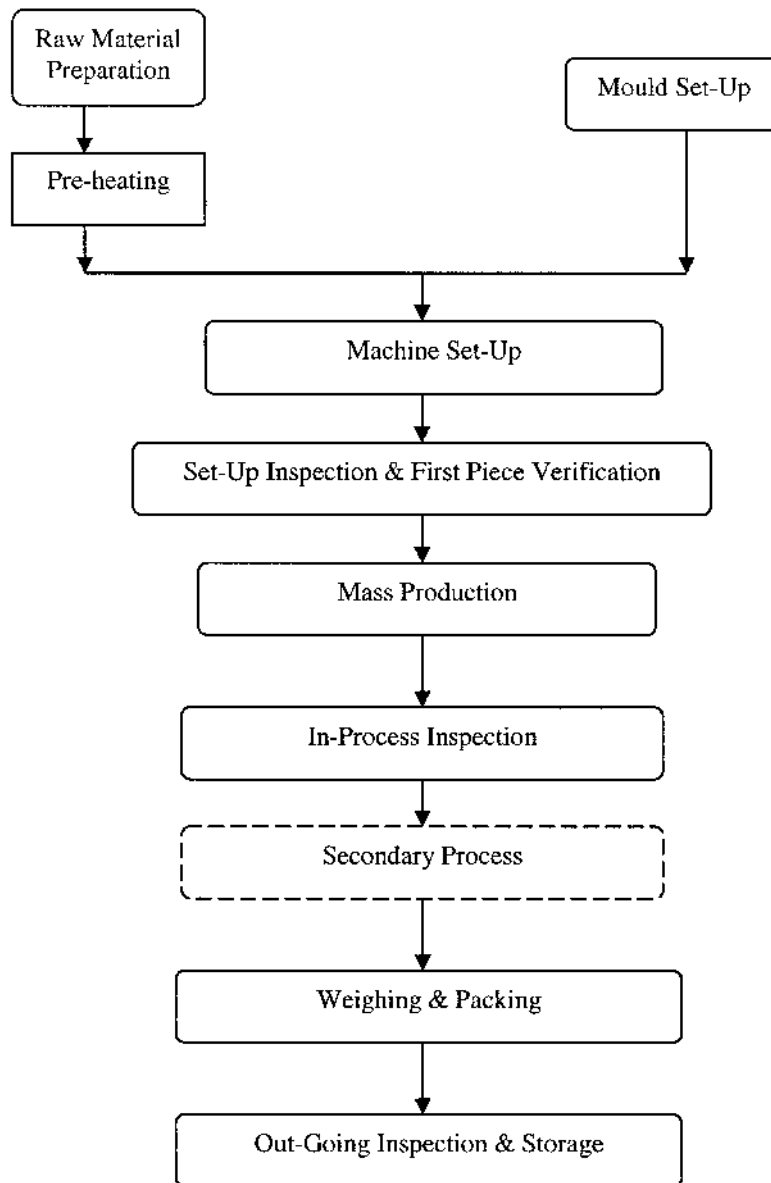 Raw Material
Preparation
Mould Set-Up
Pre-heating
Machine Set-Up
Set-Up Inspection & First Piece Verification
Mass Production
In-Process Inspection
Secondary Process
Weighing & Packing
Out-Going Inspection & Storage